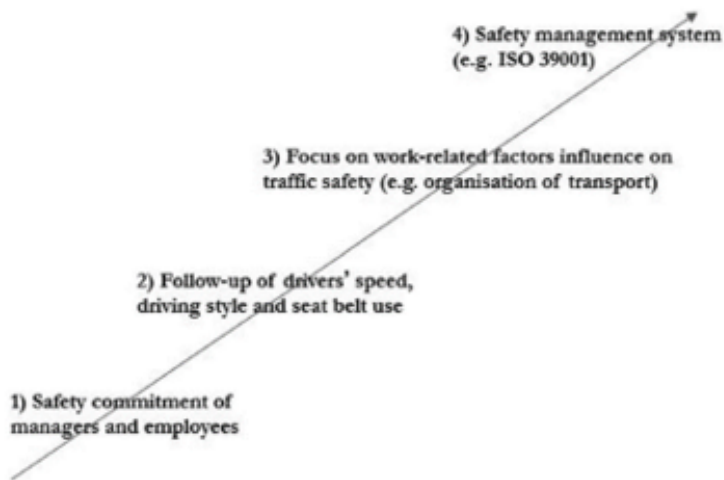 4) Safety management system
(e.g. ISO 39001)
3) Focus on work-related factors influence on
traffic safety (e.g. organisation of transport)
2) Follow-up of drivers' speed,
driving style and seat belt use
1) Safety commitment of
managers and employees